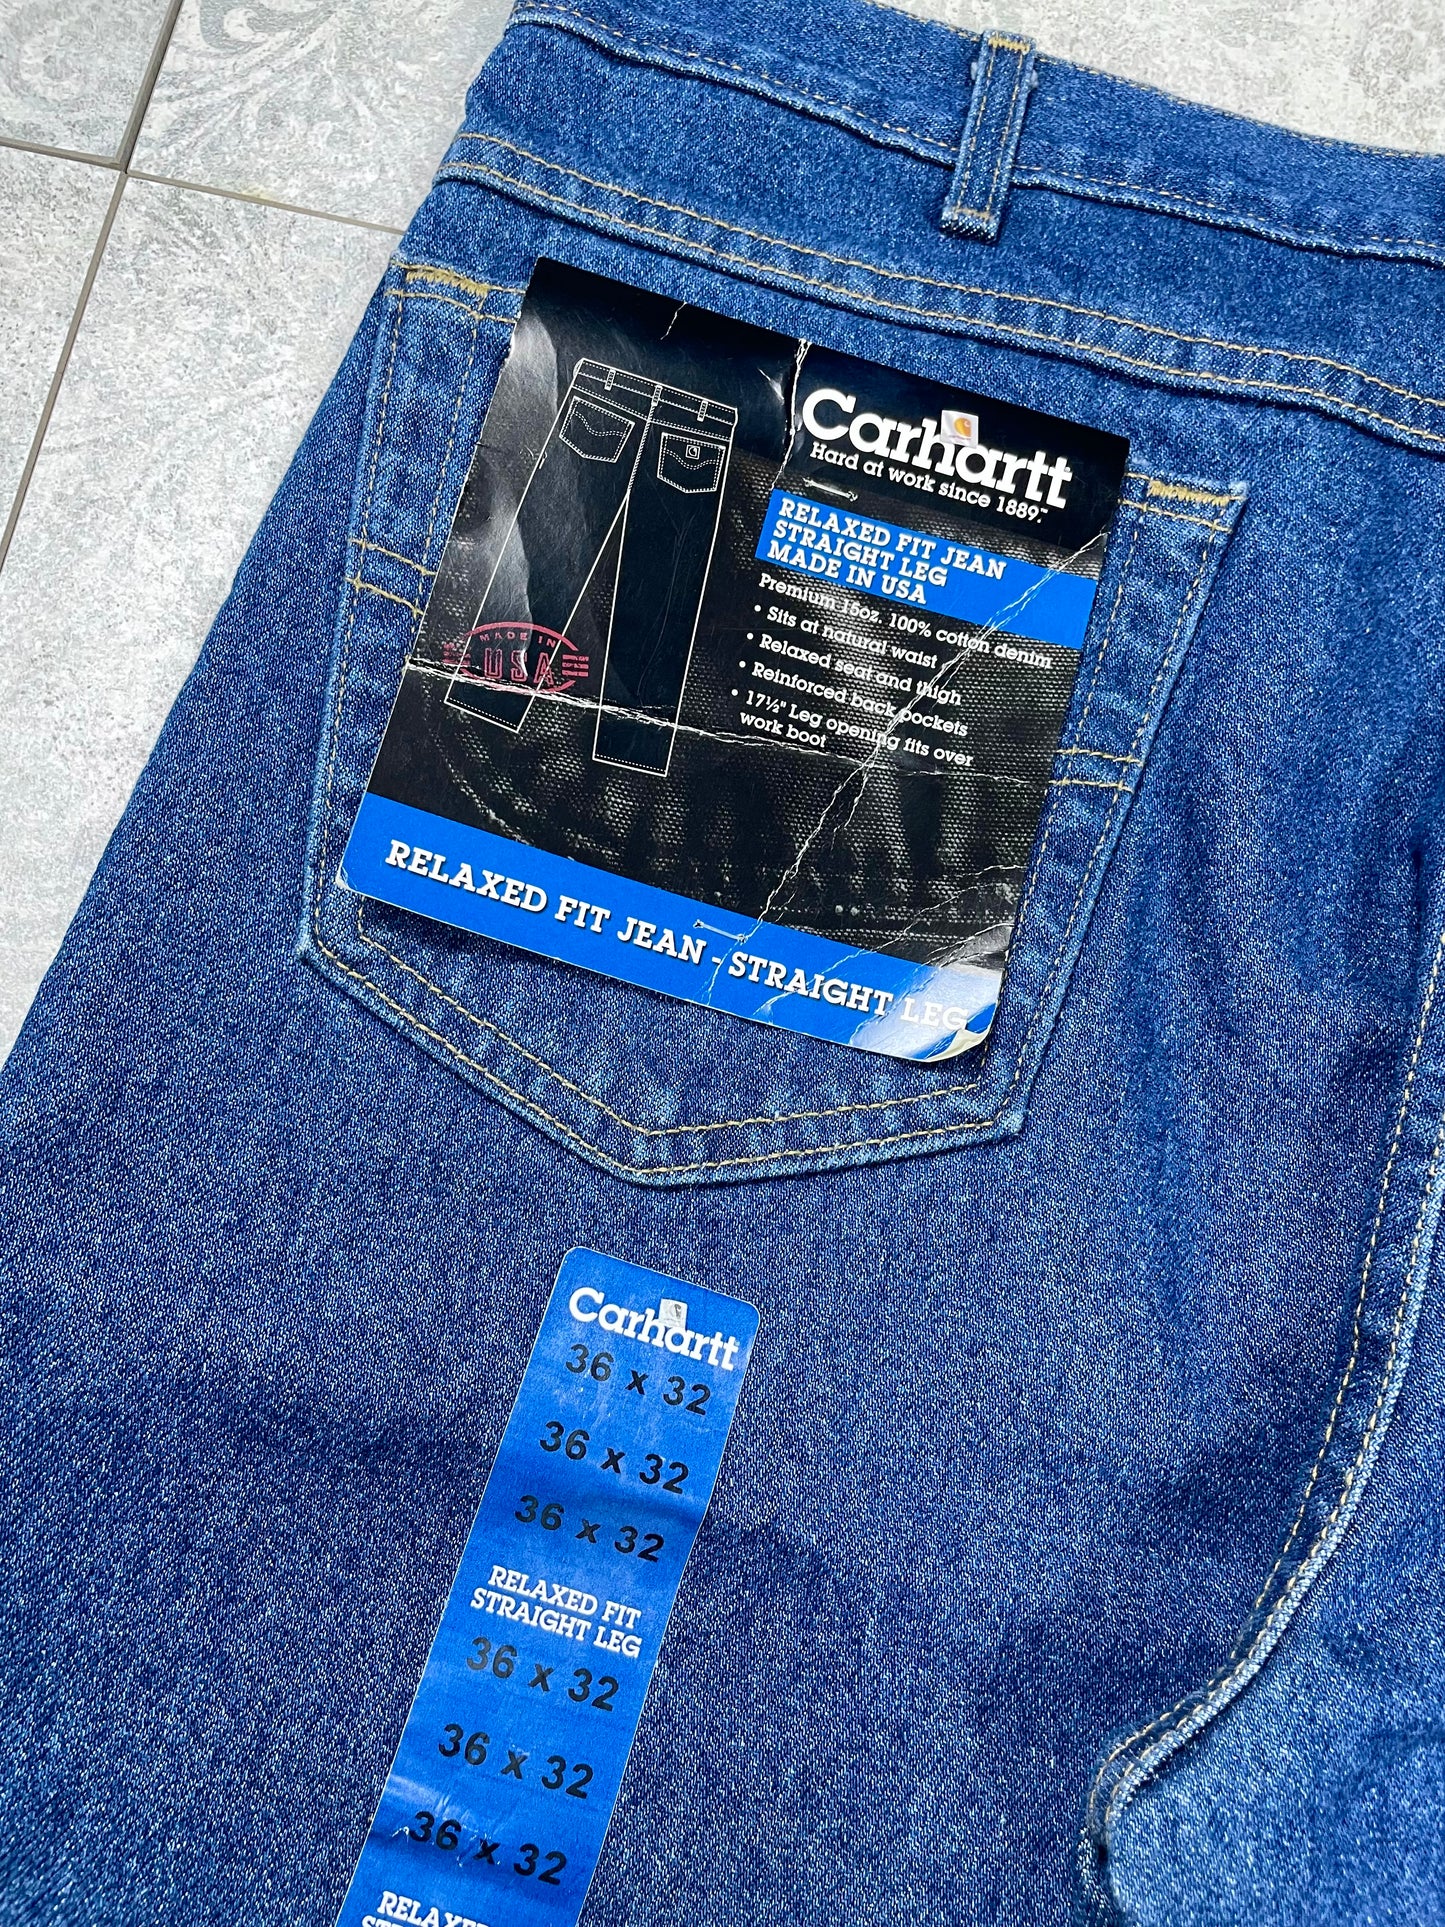 Carhartt
Hard at work since 1889.™
RELAXED FIT JEAN
STRAIGHT LEG
MADE IN USA
Premium 15oz. 100% cotton denim
• Sits at natural waist
• Relaxed seat and thigh
• Reinforced back pockets
• 17½" Leg opening fits over
work boot
MADE IN
USA
RELAXED FIT JEAN - STRAIGHT LEG
Carhartt
36 x 32
36 x 32
36 x 32
RELAXED FIT
STRAIGHT LEG
36 x 32
36 x 32
36 x 32